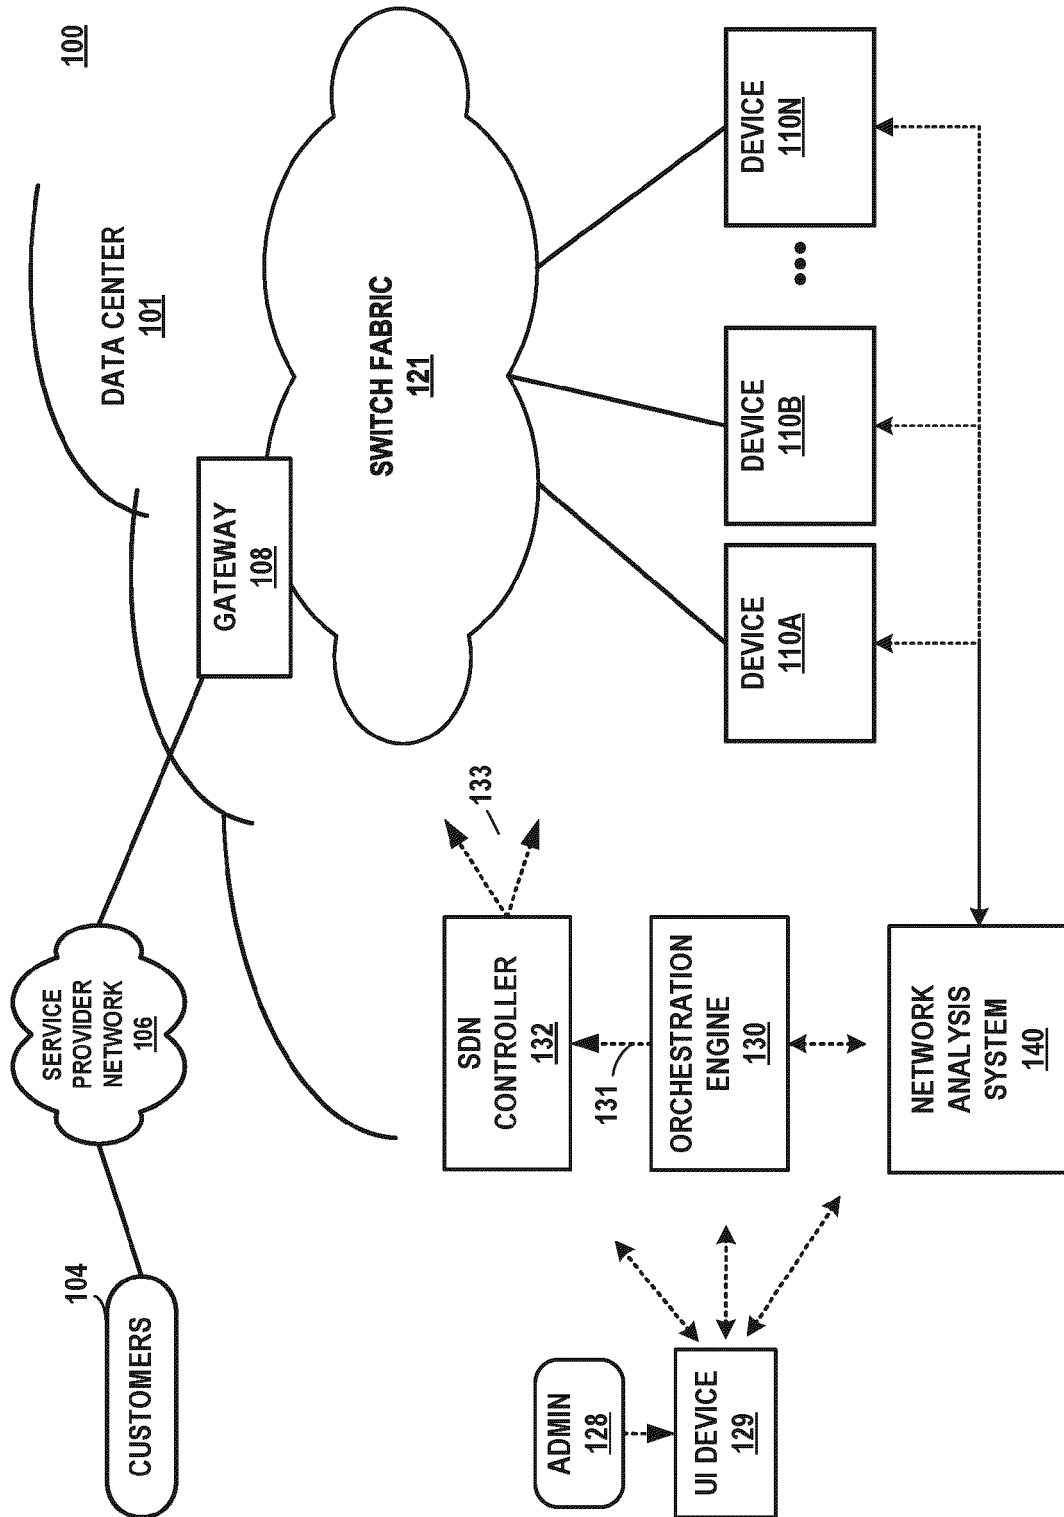 100
CUSTOMERS
104
SERVICE
PROVIDER
NETWORK
106
DATA CENTER
101
GATEWAY
108
SWITCH FABRIC
121
ADMIN
128
UI DEVICE
129
SDN
CONTROLLER
132
133
131
ORCHESTRATION
ENGINE
130
NETWORK
ANALYSIS
SYSTEM
140
DEVICE
110A
DEVICE
110B
DEVICE
110N